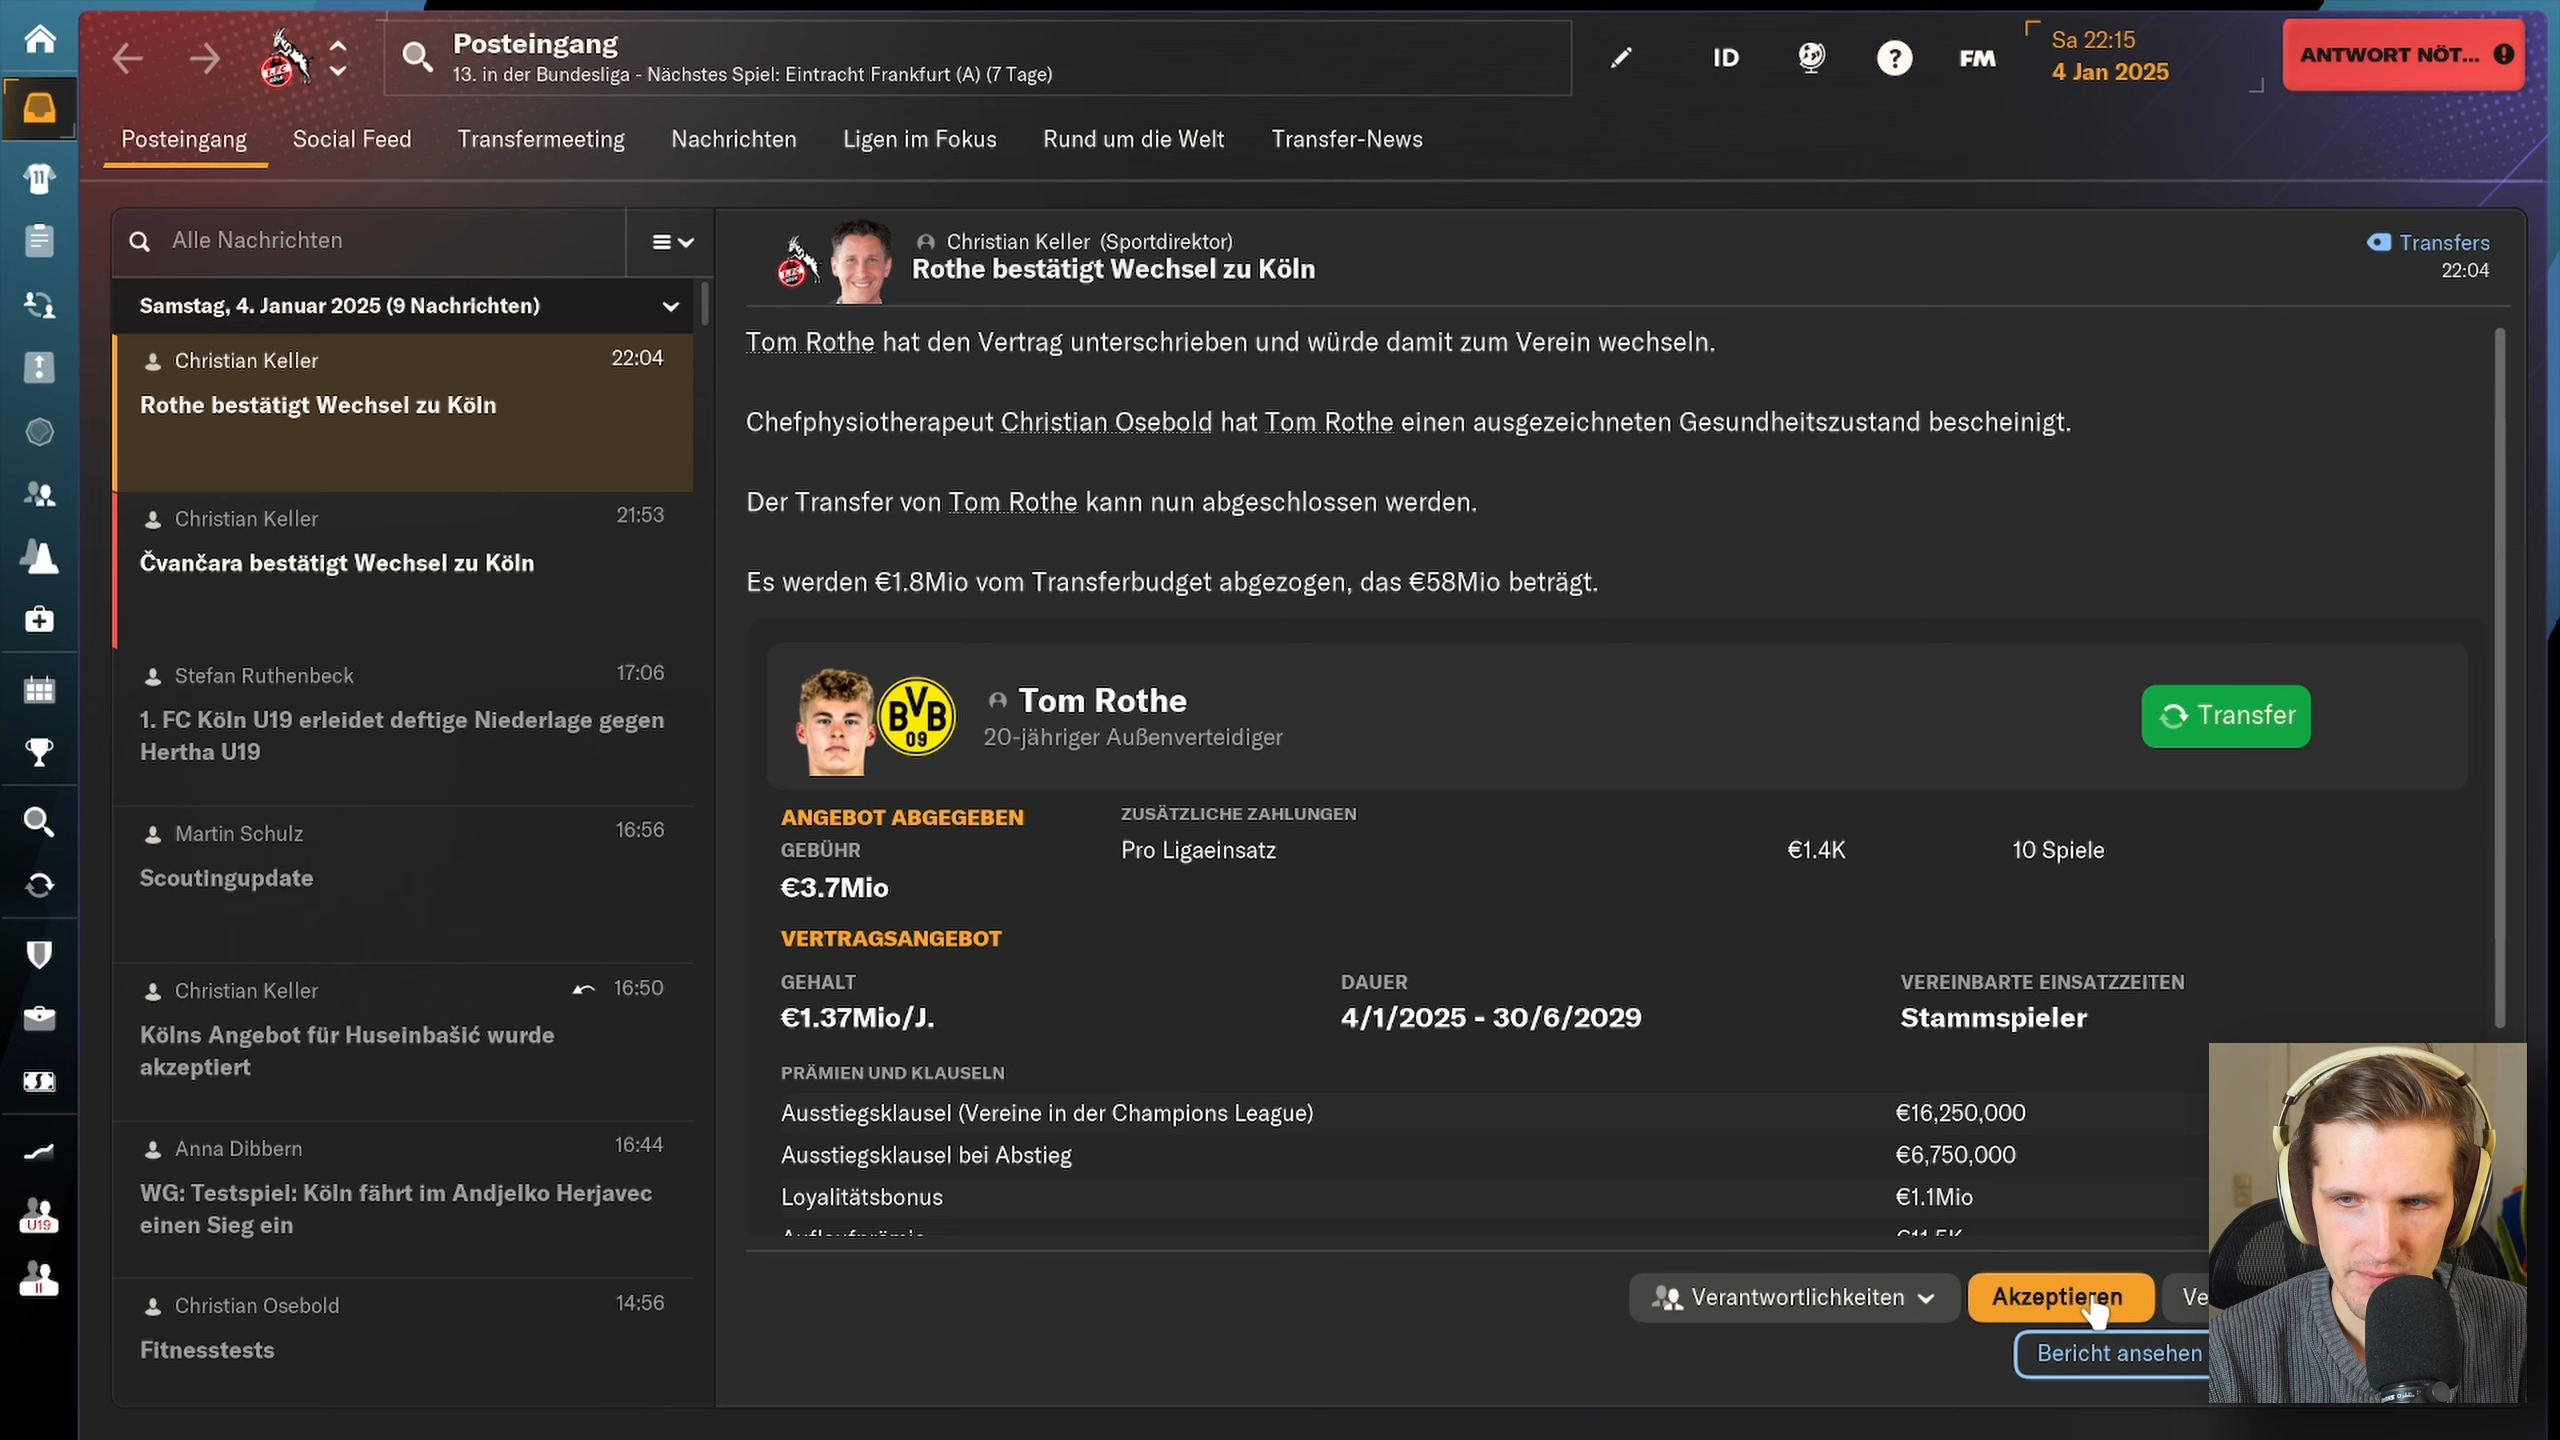 Posteingang
13. in der Bundesliga - Nächstes Spiel: Eintracht Frankfurt (A) (7 Tage)
ID
FM
Sa 22:15
4 Jan 2025
ANTWORT NÖT...
Posteingang
Social Feed
Transfermeeting
Nachrichten
Ligen im Fokus
Rund um die Welt
Transfer-News
Alle Nachrichten
Samstag, 4. Januar 2025 (9 Nachrichten)
Christian Keller
22:04
Rothe bestätigt Wechsel zu Köln
Christian Keller
21:53
Čvančara bestätigt Wechsel zu Köln
Stefan Ruthenbeck
17:06
1. FC Köln U19 erleidet deftige Niederlage gegen
Hertha U19
Martin Schulz
16:56
Scoutingupdate
Christian Keller
16:50
Kölns Angebot für Huseinbašić wurde
akzeptiert
Anna Dibbern
16:44
WG: Testspiel: Köln fährt im Andjelko Herjavec
einen Sieg ein
Christian Osebold
14:56
Fitnesstests
Christian Keller (Sportdirektor)
Rothe bestätigt Wechsel zu Köln
Transfers
22:04
Tom Rothe hat den Vertrag unterschrieben und würde damit zum Verein wechseln.
Chefphysiotherapeut Christian Osebold hat Tom Rothe einen ausgezeichneten Gesundheitszustand bescheinigt.
Der Transfer von Tom Rothe kann nun abgeschlossen werden.
Es werden €1.8Mio vom Transferbudget abgezogen, das €58Mio beträgt.
BVB
09
Tom Rothe
20-jähriger Außenverteidiger
Transfer
ANGEBOT ABGEGEBEN
GEBÜHR
€3.7Mio
ZUSÄTZLICHE ZAHLUNGEN
Pro Ligaeinsatz
€1.4K
10 Spiele
VERTRAGSANGEBOT
GEHALT
€1.37Mio/J.
DAUER
4/1/2025 - 30/6/2029
VEREINBARTE EINSATZZEITEN
Stammspieler
PRÄMIEN UND KLAUSELN
Ausstiegsklausel (Vereine in der Champions League)
€16,250,000
Ausstiegsklausel bei Abstieg
€6,750,000
Loyalitätsbonus
€1.1Mio
Verantwortlichkeiten
Akzeptieren
Ve
Bericht ansehen
11
U19
II